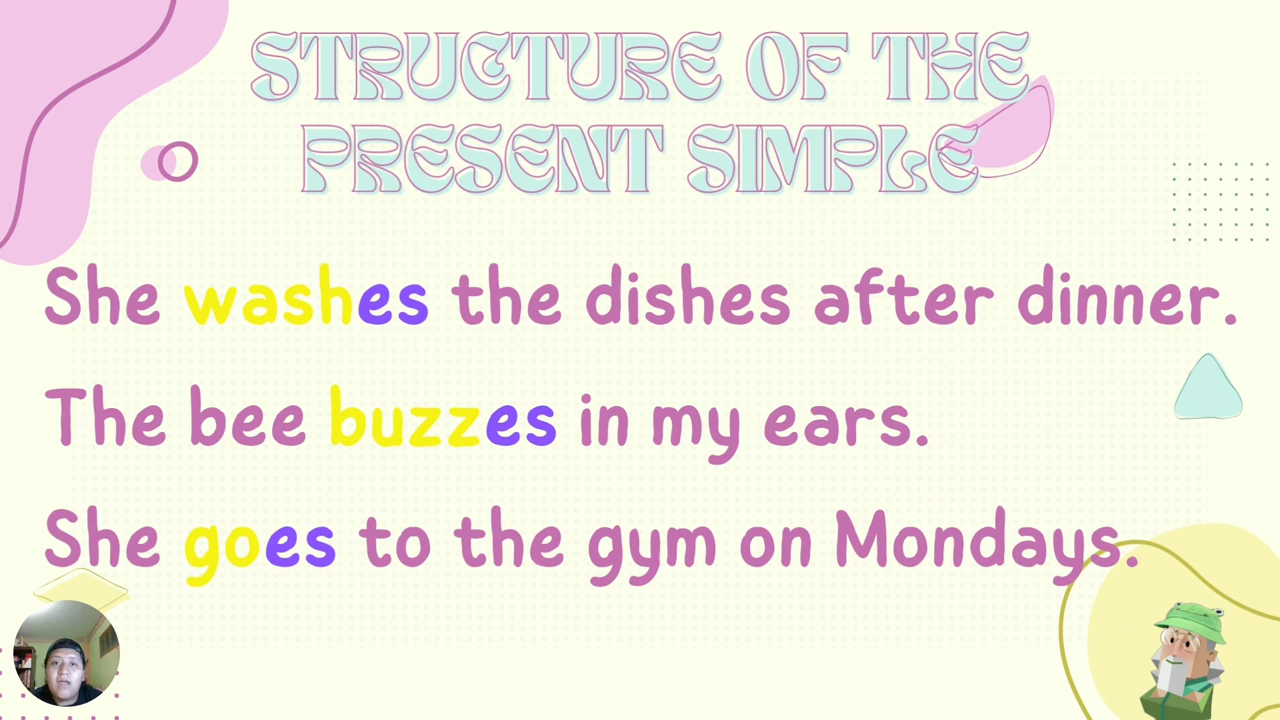 STRUCTURE OF THE
PRESENT SIMPLE
She washes the dishes after dinner.
The bee buzzes in my ears.
She goes to the gym on Mondays.